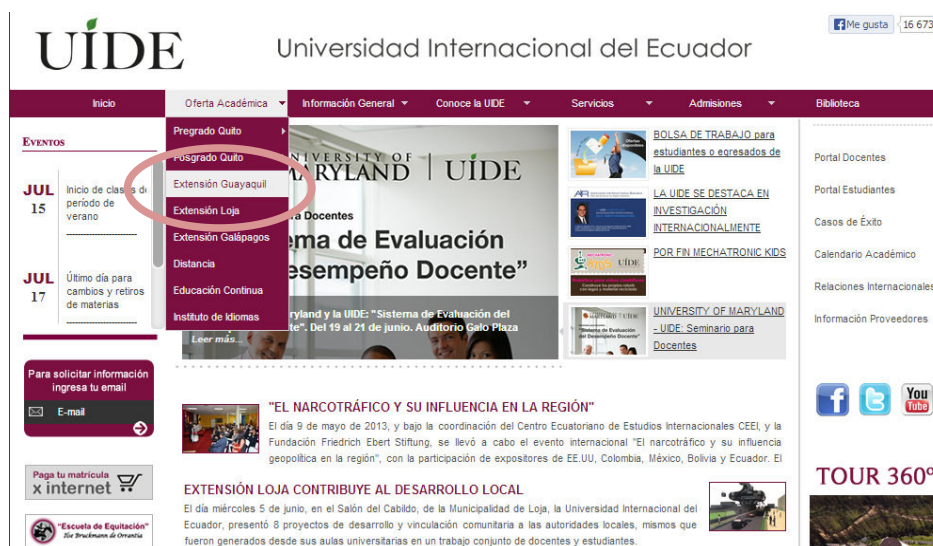 UIDE
Universidad Internacional del Ecuador
Me gusta
16 673
Inicio
Oferta Académica
Información General
Conoce la UIDE
Servicios
Admisiones
Biblioteca
EVENTOS
JUL
15
Inicio de clases de
período de
verano
JUL
17
Último día para
cambios y retiros
de materias
Pregrado Quito
Posgrado Quito
Extensión Guayaquil
Extensión Loja
Extensión Galápagos
Distancia
Educación Continua
Instituto de Idiomas
UNIVERSITY OF
MARYLAND
UIDE
ra Docentes
ema de Evaluación
esempeño Docente”
ryland y la UIDE: "Sistema de Evaluación del
te". Del 19 al 21 de junio. Auditorio Galo Plaza
Leer más...
BOLSA DE TRABAJO para
estudiantes o egresados de
la UIDE
LA UIDE SE DESTACA EN
INVESTIGACIÓN
INTERNACIONALMENTE
POR FIN MECHATRONIC KIDS
UNIVERSITY OF MARYLAND
- UIDE: Seminario para
Docentes
Portal Docentes
Portal Estudiantes
Casos de Éxito
Calendario Académico
Relaciones Internacionales
Información Proveedores
Para solicitar información
ingresa tu email
E-mail
Paga tu matrícula
x internet
"Escuela de Equitación"
Ilse Bruckmann de Orrantia
You
Tube
TOUR 360º
"EL NARCOTRÁFICO Y SU INFLUENCIA EN LA REGIÓN"
El día 9 de mayo de 2013, y bajo la coordinación del Centro Ecuatoriano de Estudios Internacionales CEEI, y la
Fundación Friedrich Ebert Stiftung, se llevó a cabo el evento internacional "El narcotráfico y su influencia
geopolítica en la región", con la participación de expositores de EE.UU, Colombia, México, Bolivia y Ecuador. El
EXTENSIÓN LOJA CONTRIBUYE AL DESARROLLO LOCAL
El día miércoles 5 de junio, en el Salón del Cabildo, de la Municipalidad de Loja, la Universidad Internacional del
Ecuador, presentó 8 proyectos de desarrollo y vinculación comunitaria a las autoridades locales, mismos que
fueron generados desde sus aulas universitarias en un trabajo conjunto de docentes y estudiantes.